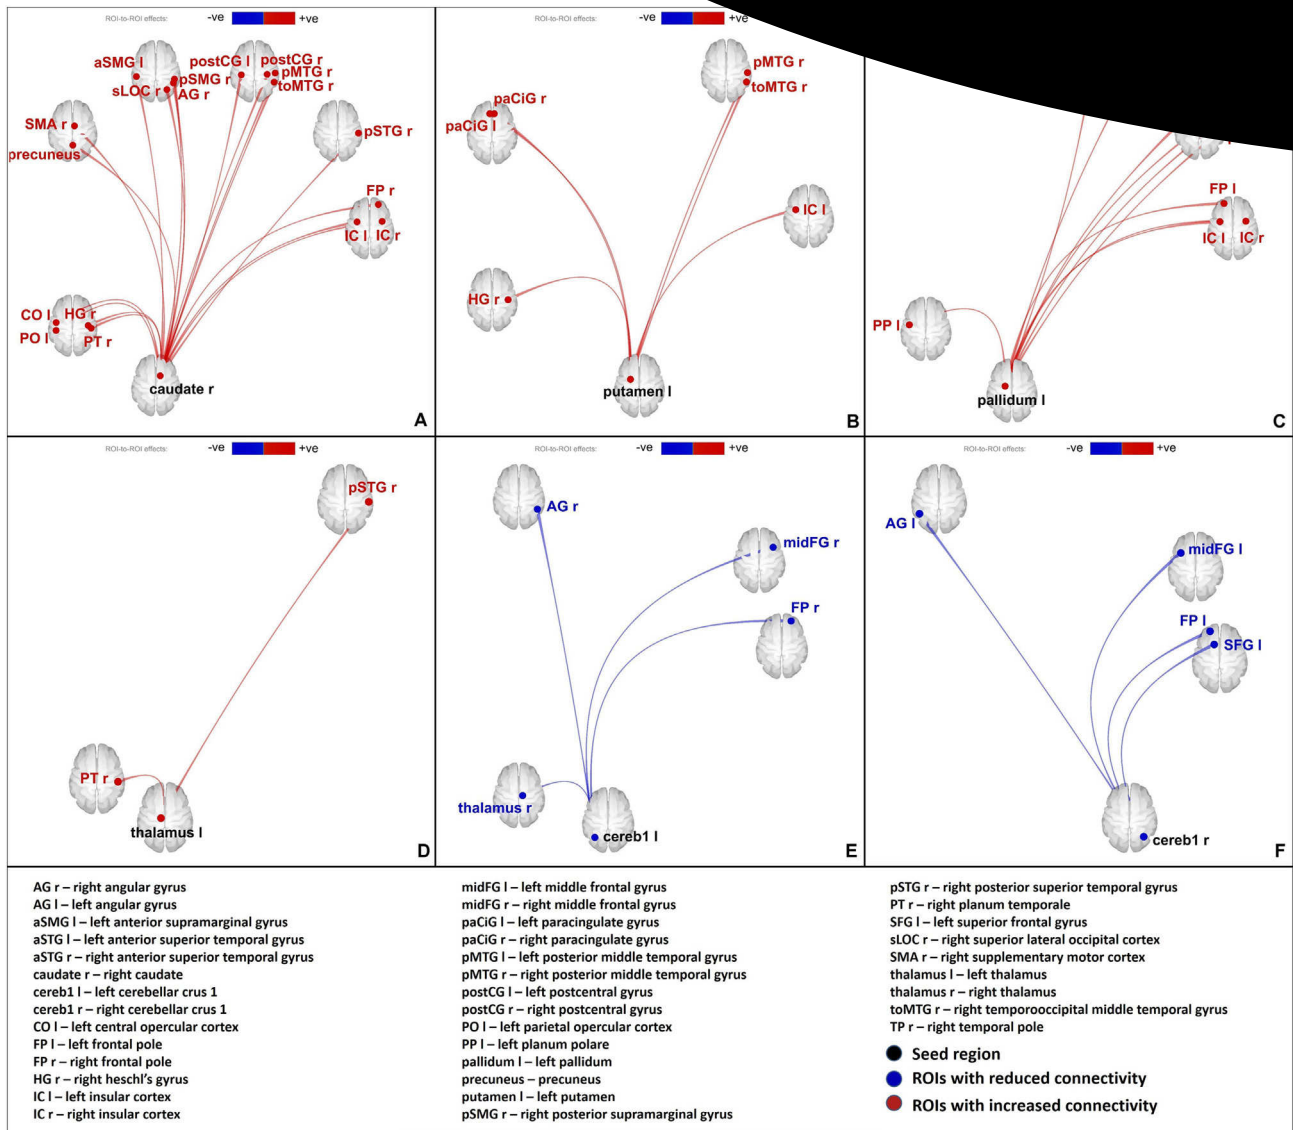 ROI-to-ROI effects: -ve +ve
aSMG l
sLOC r
pSMG r
AG r
postCG l
postCG r
pMTG r
toMTG r
SMA r
precuneus
pSTG r
FP r
IC l IC r
CO l
PO l
HG r
PT r
caudate r
A
ROI-to-ROI effects: -ve +ve
paCiG r
paCiG l
pMTG r
toMTG r
IC l
HG r
putamen l
B
FP l
IC l IC r
PP l
pallidum l
C
ROI-to-ROI effects: -ve +ve
pSTG r
PT r
thalamus l
D
ROI-to-ROI effects: -ve +ve
AG r
midFG r
FP r
thalamus r
cereb1 l
E
ROI-to-ROI effects: -ve +ve
AG l
midFG l
FP l
SFG l
cereb1 r
F
AG r – right angular gyrus
AG l – left angular gyrus
aSMG l – left anterior supramarginal gyrus
aSTG l – left anterior superior temporal gyrus
aSTG r – right anterior superior temporal gyrus
caudate r – right caudate
cereb1 l – left cerebellar crus 1
cereb1 r – right cerebellar crus 1
CO l – left central opercular cortex
FP l – left frontal pole
FP r – right frontal pole
HG r – right heschl's gyrus
IC l – left insular cortex
IC r – right insular cortex
midFG l – left middle frontal gyrus
midFG r – right middle frontal gyrus
paCiG l – left paracingulate gyrus
paCiG r – right paracingulate gyrus
pMTG l – left posterior middle temporal gyrus
pMTG r – right posterior middle temporal gyrus
postCG l – left postcentral gyrus
postCG r – right postcentral gyrus
PO l – left parietal opercular cortex
PP l – left planum polare
pallidum l – left pallidum
precuneus – precuneus
putamen l – left putamen
pSMG r – right posterior supramarginal gyrus
pSTG r – right posterior superior temporal gyrus
PT r – right planum temporale
SFG l – left superior frontal gyrus
sLOC r – right superior lateral occipital cortex
SMA r – right supplementary motor cortex
thalamus l – left thalamus
thalamus r – right thalamus
toMTG r – right temporooccipital middle temporal gyrus
TP r – right temporal pole
Seed region
ROIs with reduced connectivity
ROIs with increased connectivity